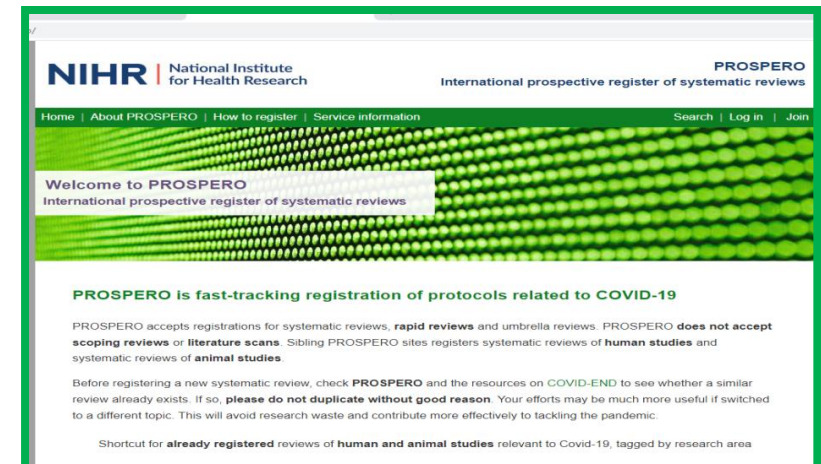 NIHR | National Institute
for Health Research
PROSPERO
International prospective register of systematic reviews
Home | About PROSPERO | How to register | Service information
Search | Log in | Join
Welcome to PROSPERO
International prospective register of systematic reviews
PROSPERO is fast-tracking registration of protocols related to COVID-19
PROSPERO accepts registrations for systematic reviews, rapid reviews and umbrella reviews. PROSPERO does not accept
scoping reviews or literature scans. Sibling PROSPERO sites registers systematic reviews of human studies and
systematic reviews of animal studies.
Before registering a new systematic review, check PROSPERO and the resources on COVID-END to see whether a similar
review already exists. If so, please do not duplicate without good reason. Your efforts may be much more useful if switched
to a different topic. This will avoid research waste and contribute more effectively to tackling the pandemic.
Shortcut for already registered reviews of human and animal studies relevant to Covid-19, tagged by research area